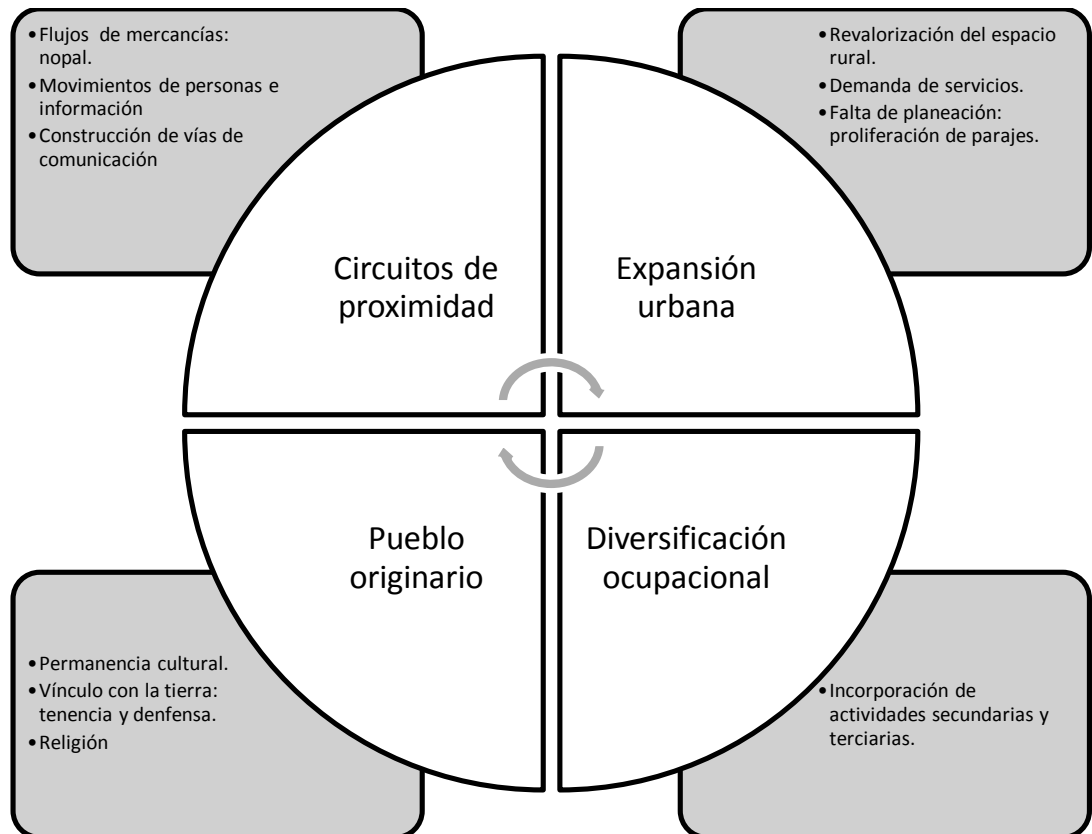 •Flujos de mercancías:
nopal.
•Movimientos de personas e
información
•Construcción de vías de
comunicación
•Revalorización del espacio
rural.
•Demanda de servicios.
•Falta de planeación:
proliferación de parajes.
Circuitos de
proximidad
Expansión
urbana
Pueblo
originario
Diversificación
ocupacional
•Permanencia cultural.
•Vínculo con la tierra:
tenencia y denfensa.
•Religión
•Incorporación de
actividades secundarias y
terciarias.